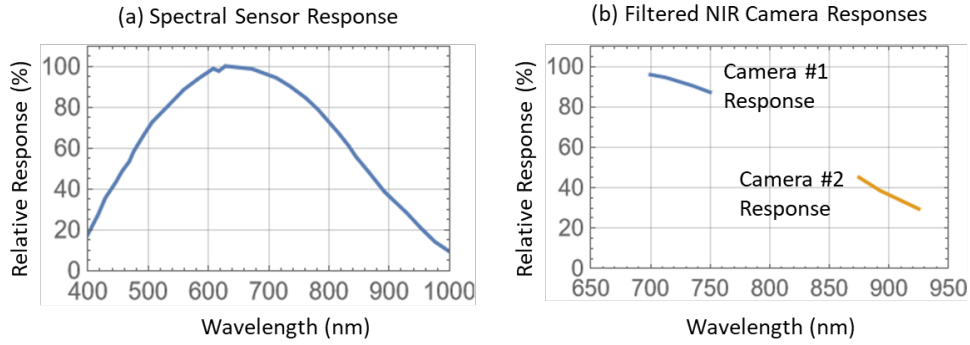 (a) Spectral Sensor Response
Relative Response (%)
100
80
60
40
20
0
400 500 600 700 800 900 1000
Wavelength (nm)
(b) Filtered NIR Camera Responses
Relative Response (%)
100
80
60
40
20
0
Camera #1
Response
Camera #2
Response
650 700 750 800 850 900 950
Wavelength (nm)